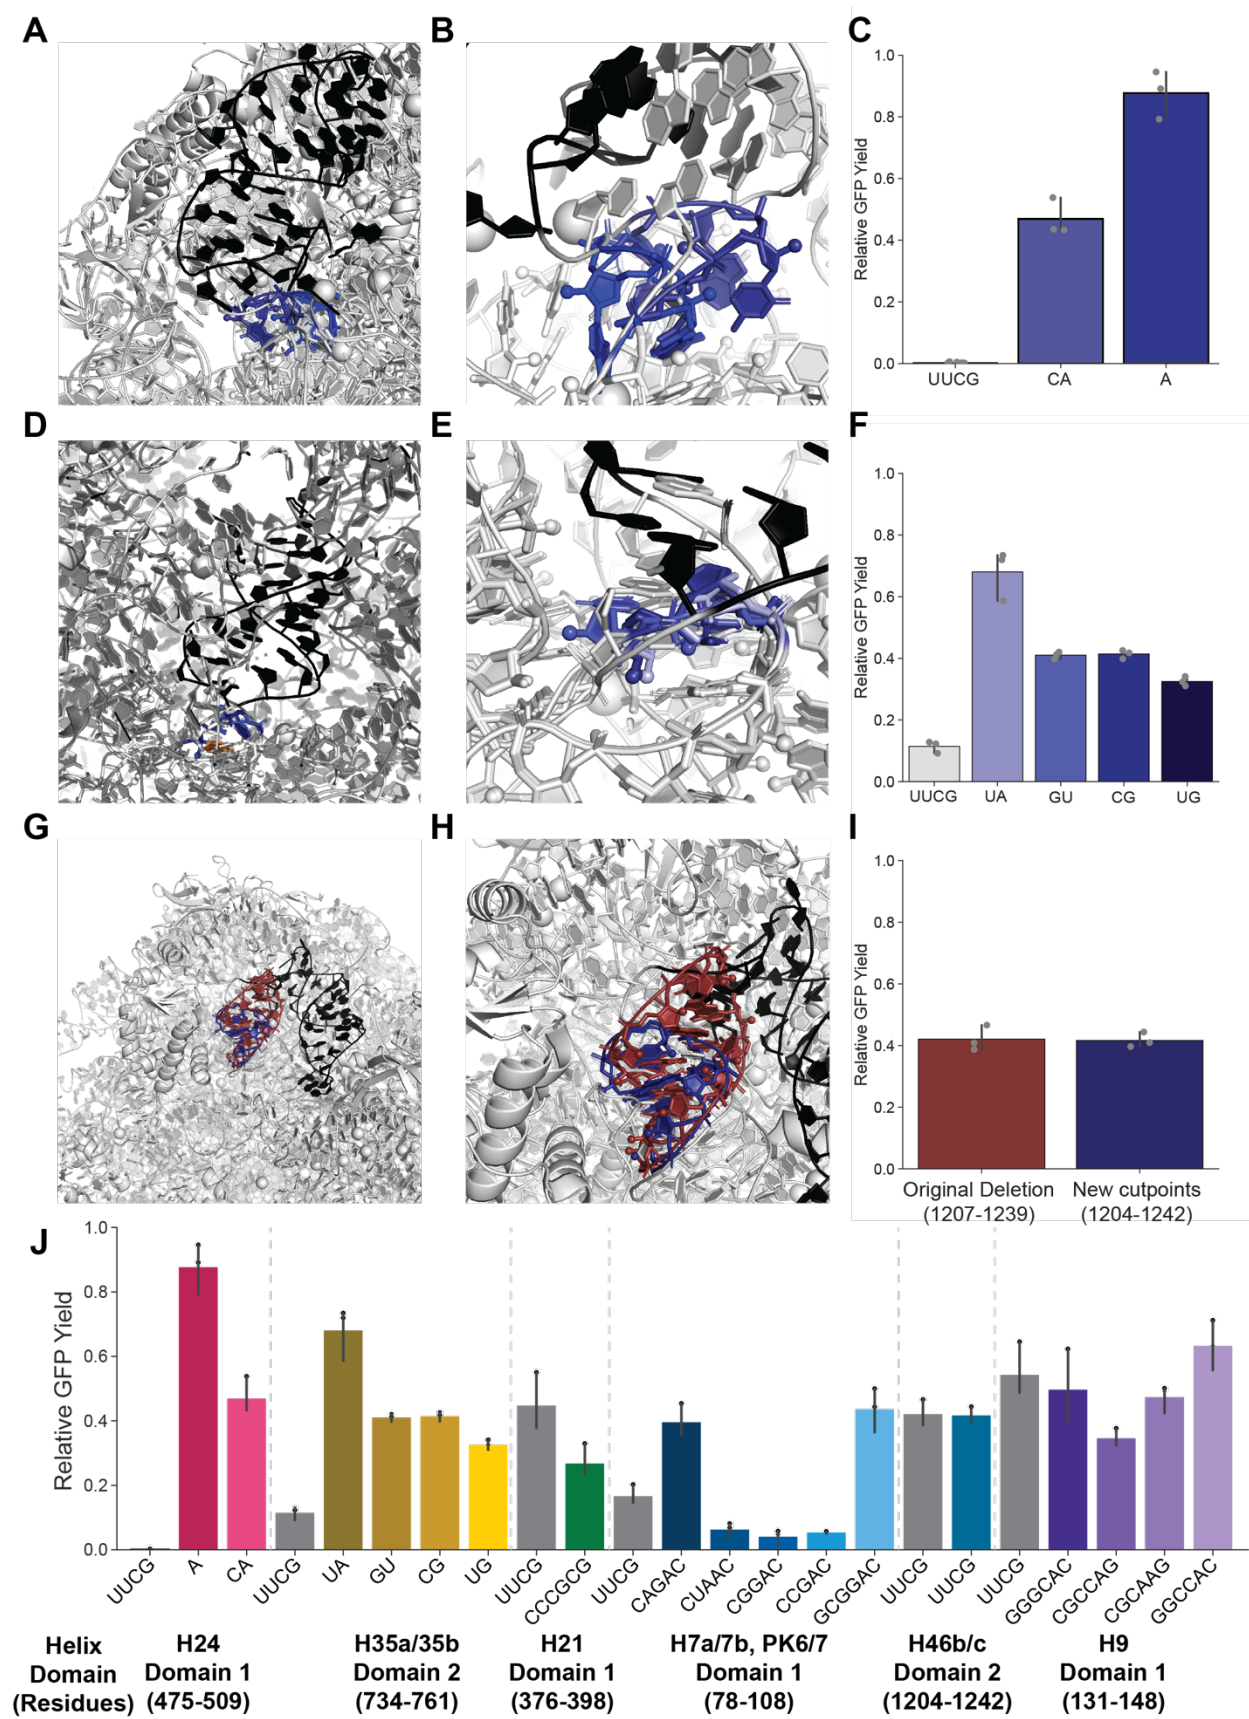 A
B
C
Relative GFP Yield
1.0
0.8
0.6
0.4
0.2
0.0
UUCG CA A
D
E
F
Relative GFP Yield
1.0
0.8
0.6
0.4
0.2
0.0
UUCG UA GU CG UG
G
H
I
Relative GFP Yield
1.0
0.8
0.6
0.4
0.2
0.0
Original Deletion New cutpoints
(1207-1239) (1204-1242)
J
Relative GFP Yield
1.0
0.8
0.6
0.4
0.2
0.0
UUCG A CA UUCG UA GU CG UG UUCG CCCGCG UUCG CAGAC CUAAC CGGAC CCGAC GCGGAC UUCG UUCG UUCG GGGCAC CGCCAG CGCAAG GGCCAC
Helix H24 H35a/35b H21 H7a/7b, PK6/7 H46b/c H9
Domain Domain 1 Domain 2 Domain 1 Domain 1 Domain 2 Domain 1
(Residues) (475-509) (734-761) (376-398) (78-108) (1204-1242) (131-148)